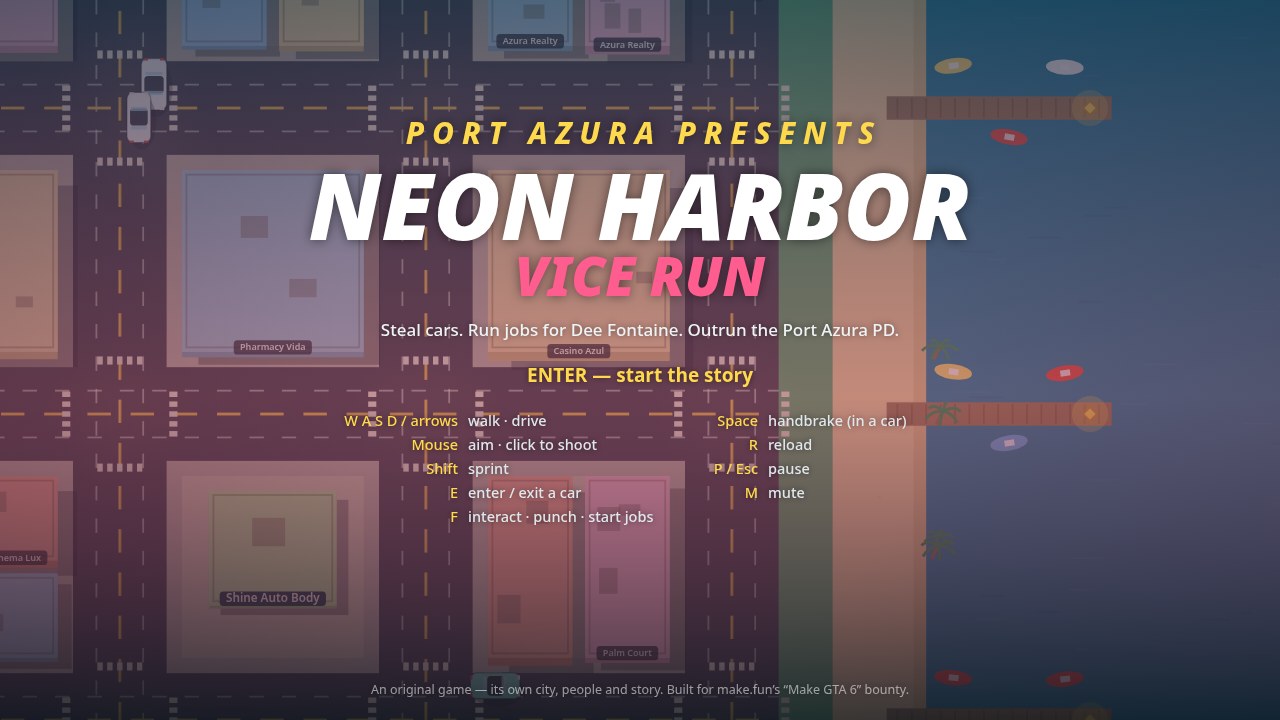 Azura Realty
Azura Realty
PORT AZURA PRESENTS
NEON HARBOR
VICE RUN
Steal cars. Run jobs for Dee Fontaine. Outrun the Port Azura PD.
Pharmacy Vida
Casino Azul
ENTER — start the story
W A S D / arrows walk · drive
Mouse aim · click to shoot
Shift sprint
E enter / exit a car
F interact · punch · start jobs
Space handbrake (in a car)
R reload
P / Esc pause
M mute
Shine Auto Body
Palm Court
An original game — its own city, people and story. Built for make.fun's “Make GTA 6” bounty.